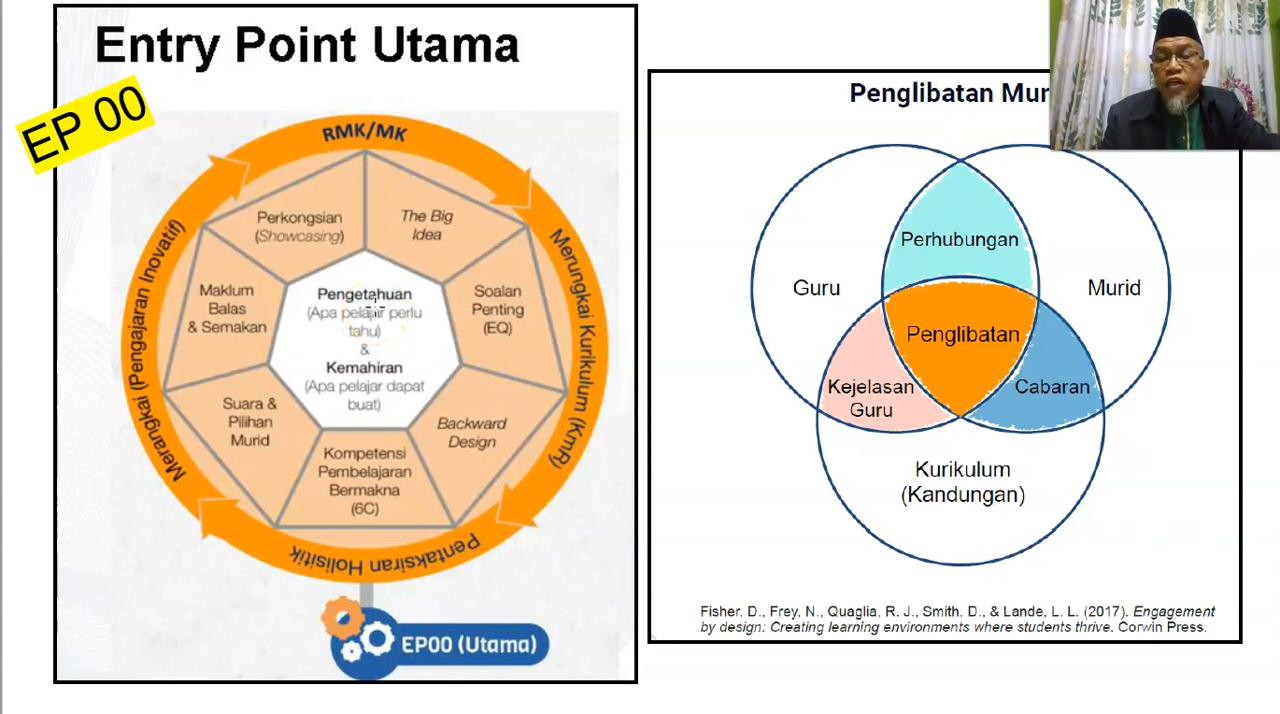 Entry Point Utama
EP 00
RMK/MK
Merungkai Kurikulum (KmR)
Pentaksiran Holisitik
Merangkai (Pengajaran Inovatif)
Perkongsian
(Showcasing)
The Big
Idea
Soalan
Penting
(EQ)
Backward
Design
Kompetensi
Pembelajaran
Bermakna
(6C)
Suara &
Pilihan
Murid
Maklum
Balas
& Semakan
Pengetahuan
(Apa pelajar perlu
tahu)
&
Kemahiran
(Apa pelajar dapat
buat)
EP00 (Utama)
Penglibatan Mur
Perhubungan
Guru
Murid
Penglibatan
Kejelasan
Guru
Cabaran
Kurikulum
(Kandungan)
Fisher, D., Frey, N., Quaglia, R. J., Smith, D., & Lande, L. L. (2017). Engagement
by design: Creating learning environments where students thrive. Corwin Press.